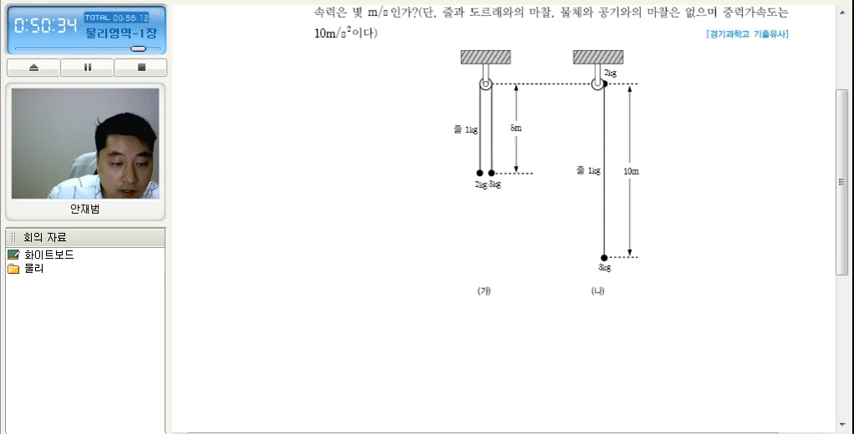 0:50:34
TOTAL 00:56:12
물리영역-1장
안재범
회의 자료
화이트보드
물리
속력은 몇 m/s인가?(단, 줄과 도르래와의 마찰, 물체와 공기와의 마찰은 없으며 중력가속도는
10m/s²이다)
[경기과학고 기출유사]
2kg
줄 1kg
5m
줄 1kg
10m
2kg 3kg
3kg
(가)
(나)